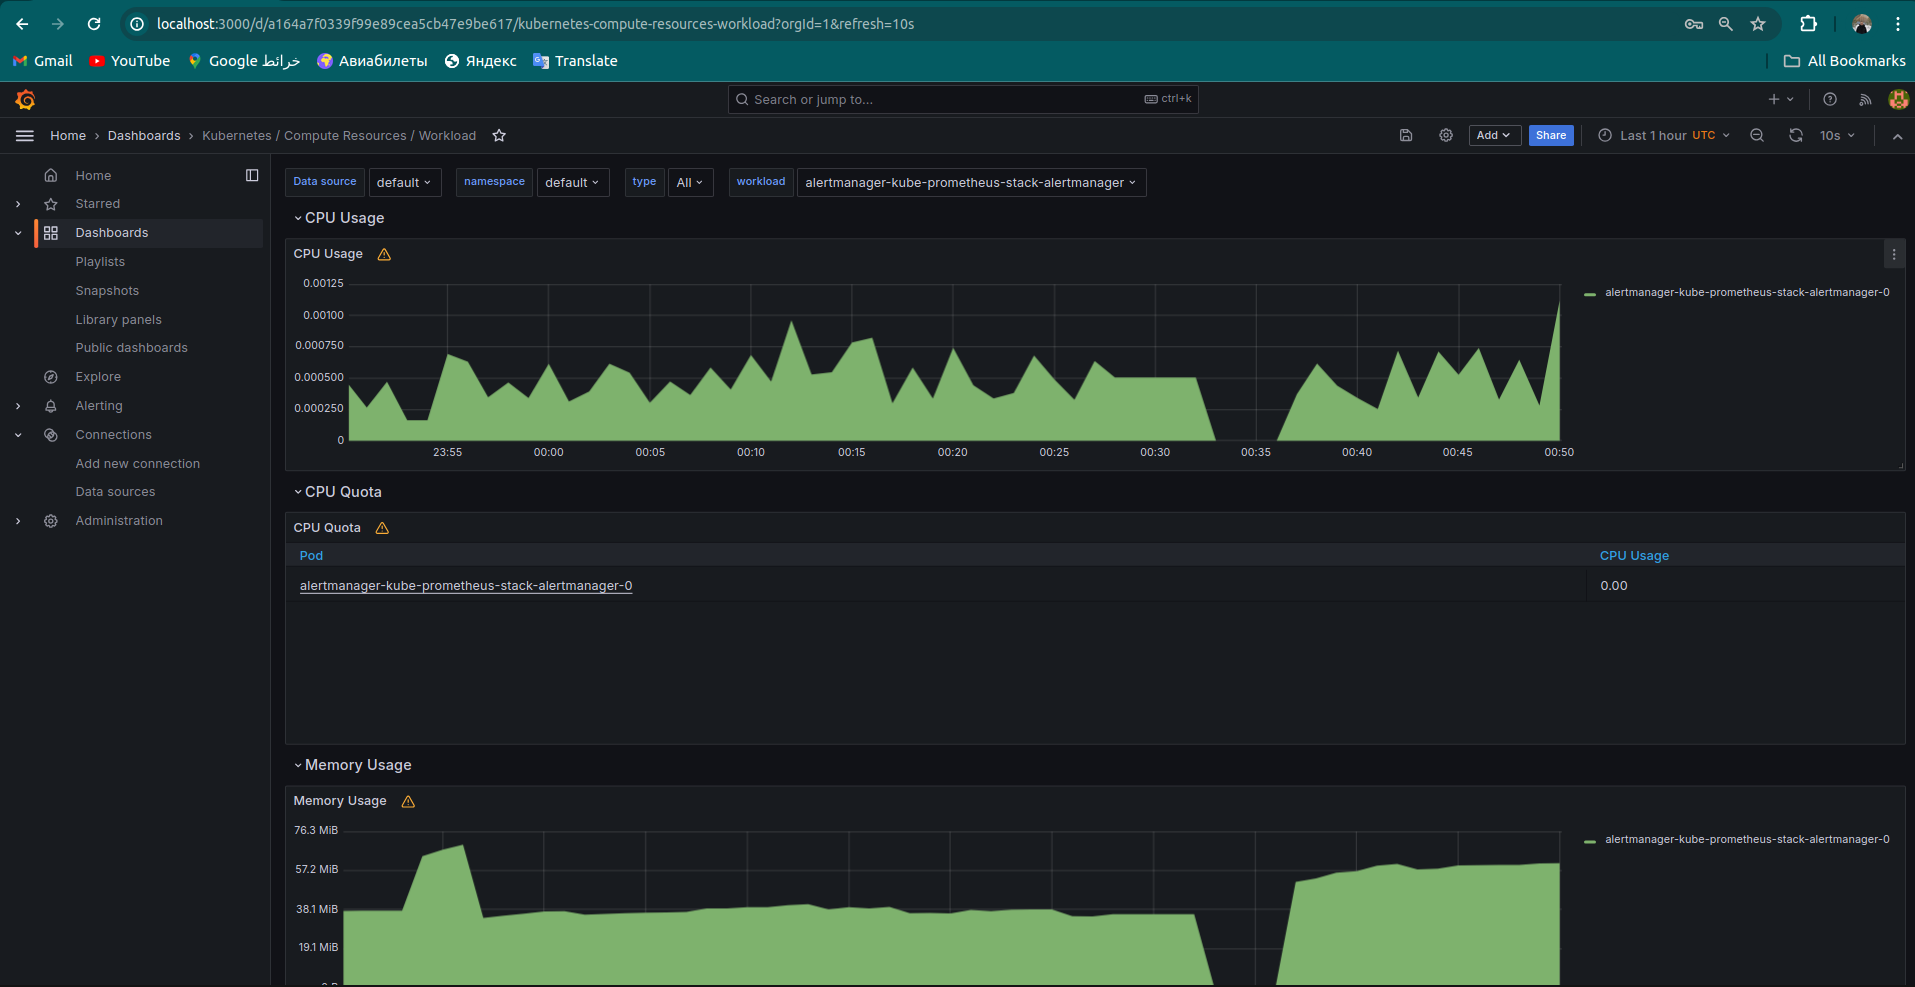 localhost:3000/d/a164a7f0339f99e89cea5cb47e9be617/kubernetes-compute-resources-workload?orgId=1&refresh=10s
Gmail YouTube Google خرائط Авиабилеты Яндекс Translate All Bookmarks
Search or jump to... ctrl+k
Home › Dashboards › Kubernetes / Compute Resources / Workload Add Share Last 1 hour UTC 10s
Home
Starred
Dashboards
Playlists
Snapshots
Library panels
Public dashboards
Explore
Alerting
Connections
Add new connection
Data sources
Administration
Data source default namespace default type All workload alertmanager-kube-prometheus-stack-alertmanager
CPU Usage
CPU Usage
0.00125
0.00100
0.000750
0.000500
0.000250
0
23:55 00:00 00:05 00:10 00:15 00:20 00:25 00:30 00:35 00:40 00:45 00:50
alertmanager-kube-prometheus-stack-alertmanager-0
CPU Quota
CPU Quota
Pod CPU Usage
alertmanager-kube-prometheus-stack-alertmanager-0 0.00
Memory Usage
Memory Usage
76.3 MiB
57.2 MiB
38.1 MiB
19.1 MiB
alertmanager-kube-prometheus-stack-alertmanager-0